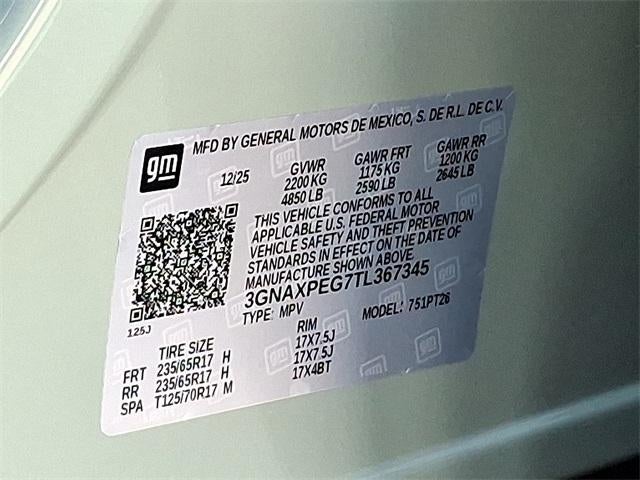 gm
MFD BY GENERAL MOTORS DE MEXICO, S. DE R.L. DE C.V.
12/25 GVWR GAWR FRT GAWR RR
2200 KG 1175 KG 1200 KG
4850 LB 2590 LB 2645 LB
THIS VEHICLE CONFORMS TO ALL
APPLICABLE U.S. FEDERAL MOTOR
VEHICLE SAFETY AND THEFT PREVENTION
STANDARDS IN EFFECT ON THE DATE OF
MANUFACTURE SHOWN ABOVE.
3GNAXPEG7TL367345
TYPE: MPV MODEL: 751PT26
125J
TIRE SIZE RIM
FRT 235/65R17 H 17X7.5J
RR 235/65R17 H 17X7.5J
SPA T125/70R17 M 17X4BT